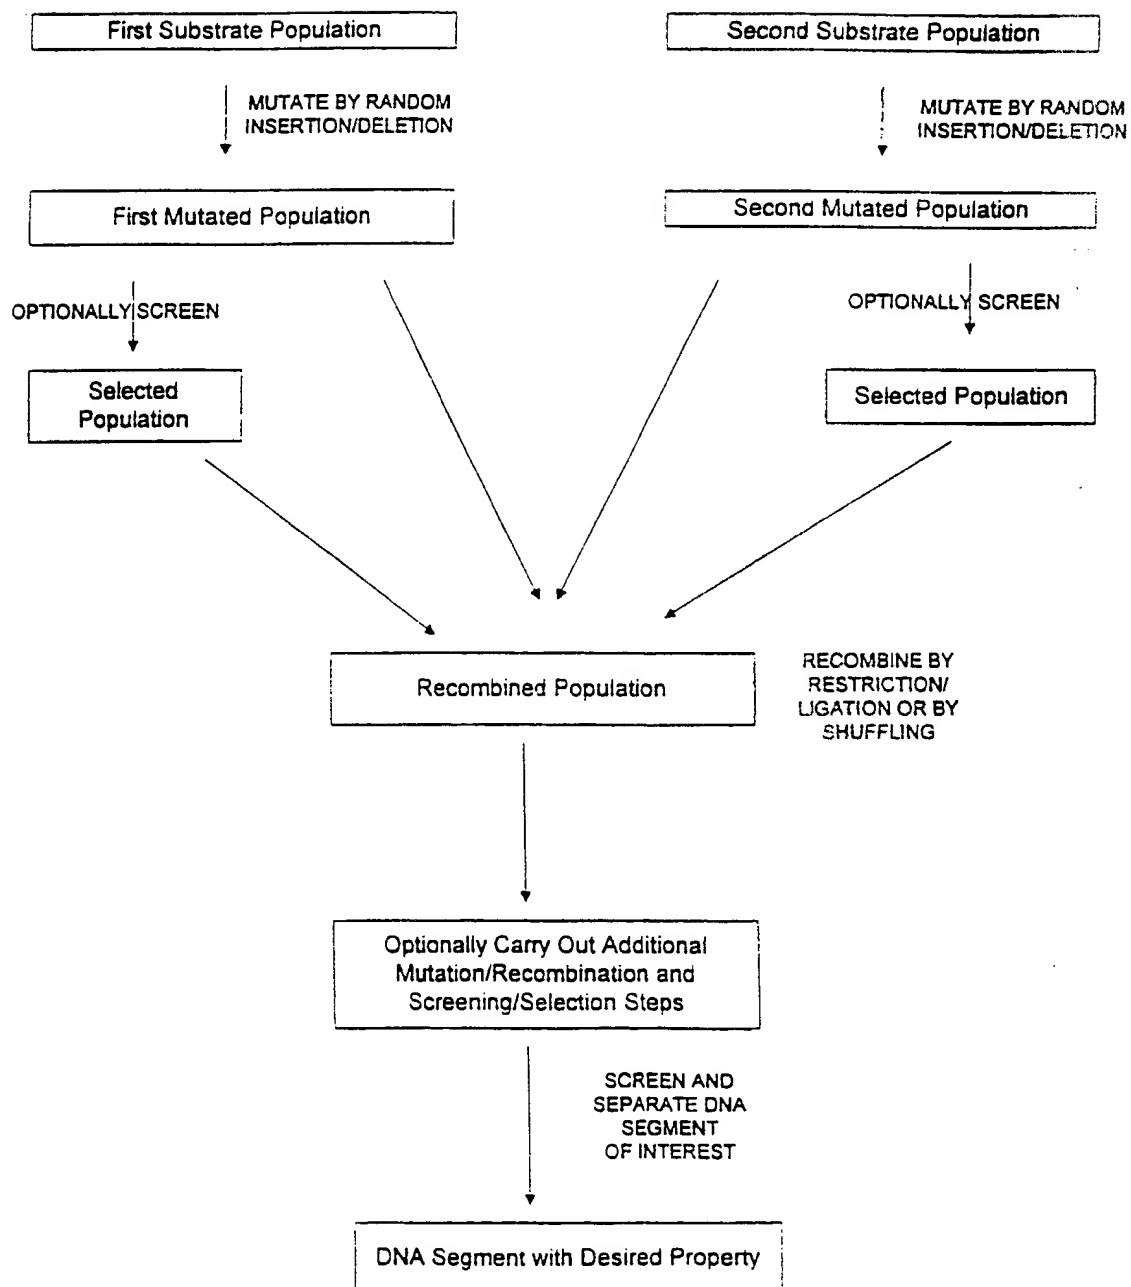 First Substrate Population
Second Substrate Population
MUTATE BY RANDOM
INSERTION/DELETION
MUTATE BY RANDOM
INSERTION/DELETION
First Mutated Population
Second Mutated Population
OPTIONALLY SCREEN
OPTIONALLY SCREEN
Selected
Population
Selected Population
Recombined Population
RECOMBINE BY
RESTRICTION/
LIGATION OR BY
SHUFFLING
Optionally Carry Out Additional
Mutation/Recombination and
Screening/Selection Steps
SCREEN AND
SEPARATE DNA
SEGMENT
OF INTEREST
DNA Segment with Desired Property